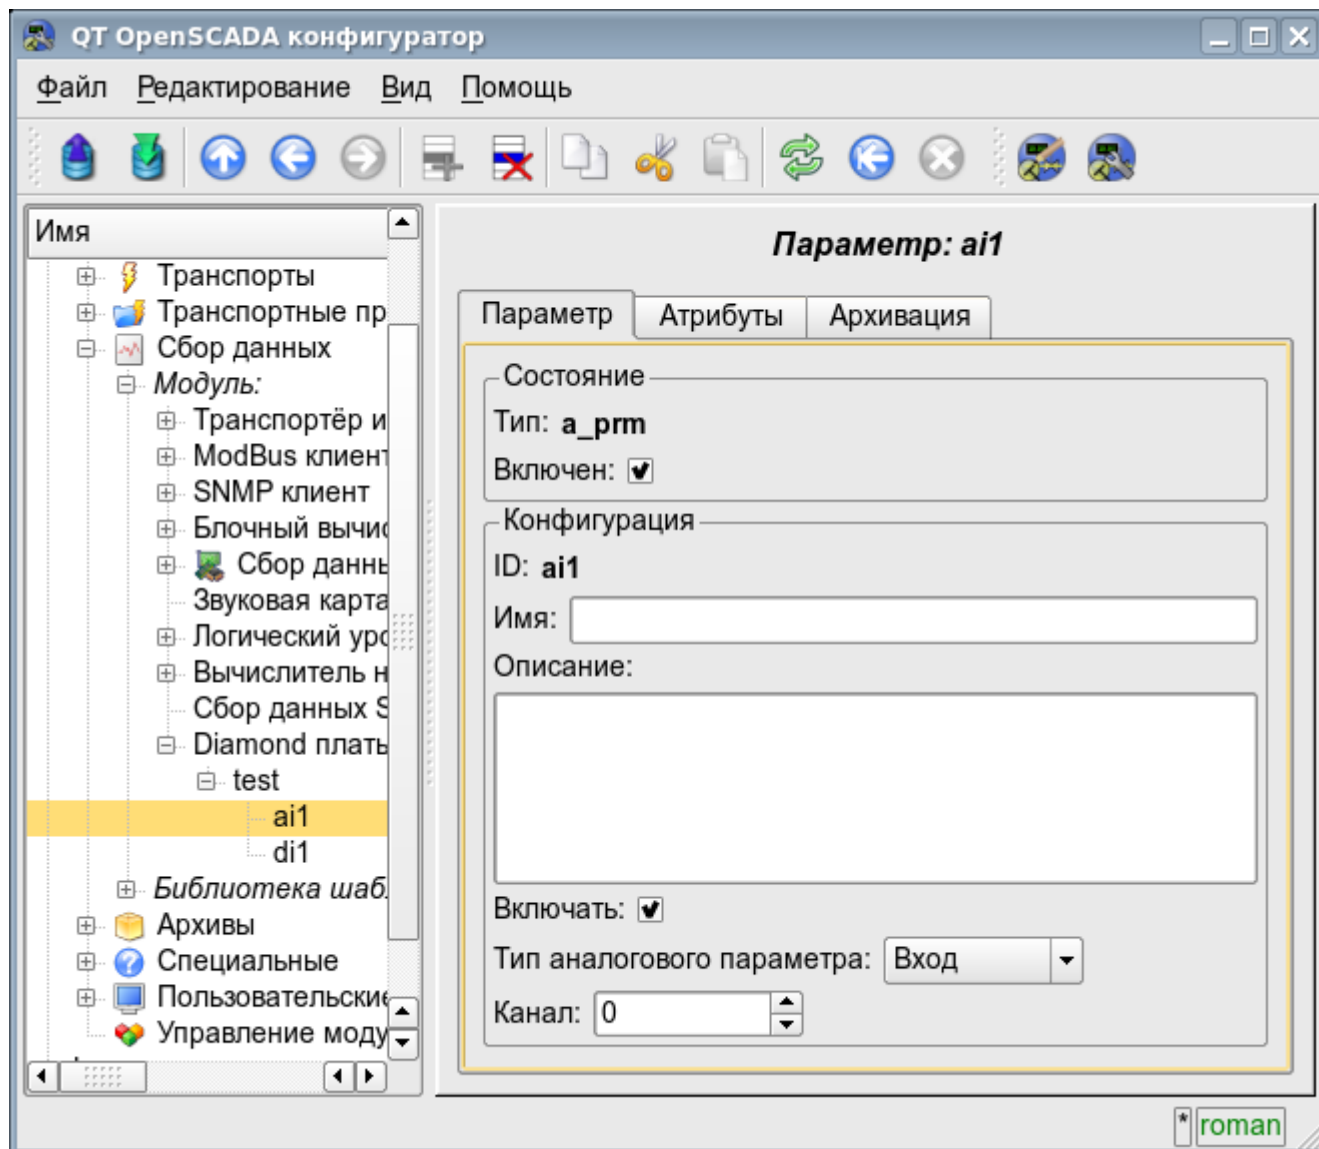 QT OpenSCADA конфигуратор
Файл Редактирование Вид Помощь
Имя
Транспорты
Транспортные пр
Сбор данных
Модуль:
Транспортёр и
ModBus клиент
SNMP клиент
Блочный вычис
Сбор данны
Звуковая карта
Логический уро
Вычислитель н
Сбор данных S
Diamond платы
test
ai1
di1
Библиотека шаб
Архивы
Специальные
Пользовательские
Управление моду
Параметр: ai1
Параметр Атрибуты Архивация
Состояние
Тип: a_prm
Включен:
Конфигурация
ID: ai1
Имя:
Описание:
Включать:
Тип аналогового параметра: Вход
Канал: 0
* roman